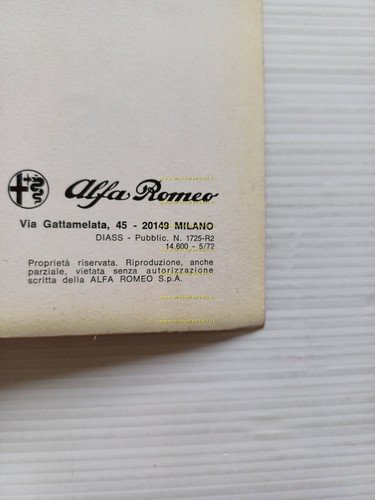 Alfa Romeo
Via Gattamelata, 45 - 20149 MILANO
DIASS - Pubblic. N. 1725-R2
14.600 - 5/72
Proprietà riservata. Riproduzione, anche
parziale, vietata senza autorizzazione
scritta della ALFA ROMEO S.p.A.